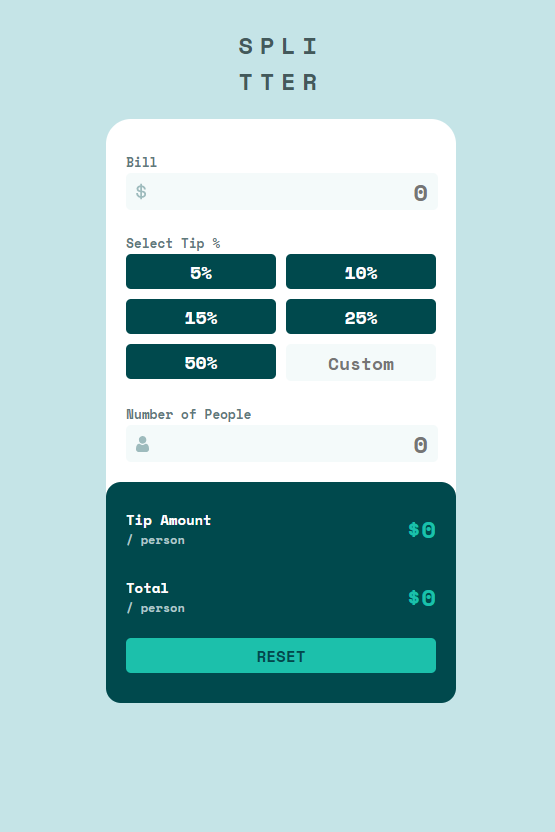 SPLI
TTER
Bill
$ 0
Select Tip %
5% 10%
15% 25%
50% Custom
Number of People
0
Tip Amount
/ person
$0
Total
/ person
$0
RESET